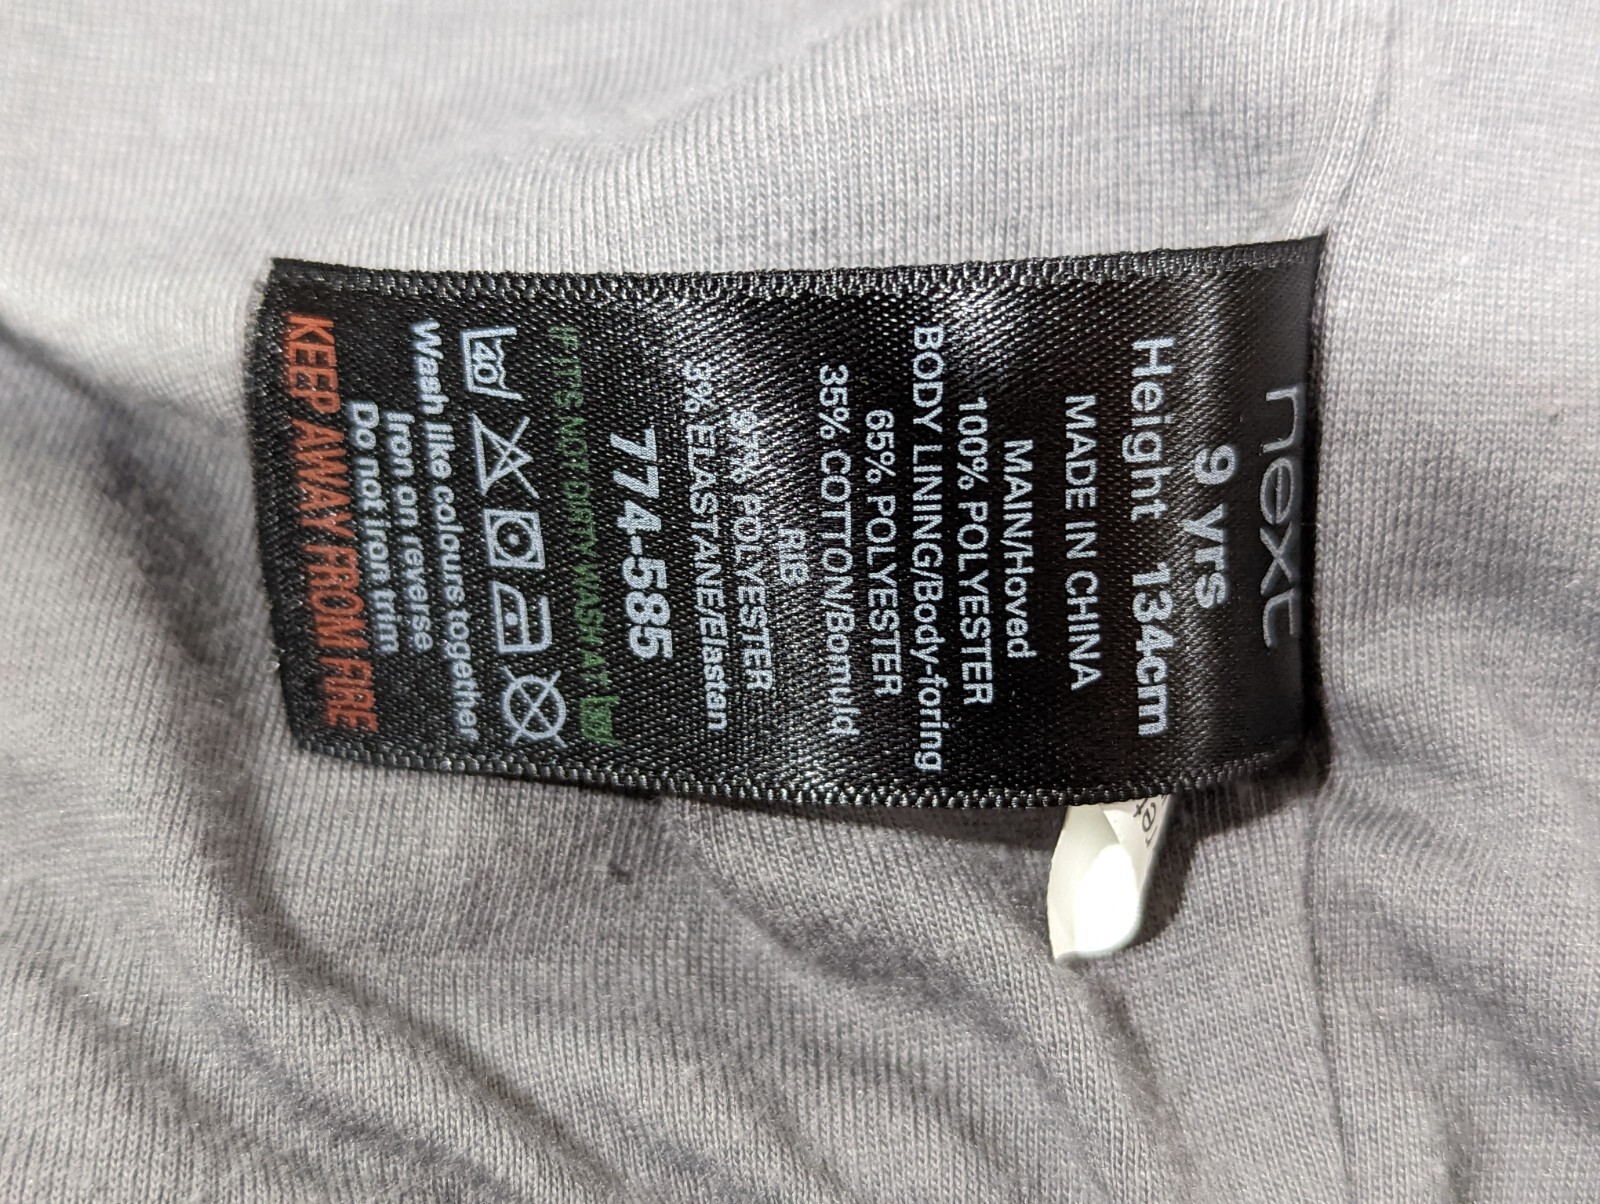 next
9 yrs
Height 134cm
MADE IN CHINA
MAIN/Hoved
100% POLYESTER
BODY LINING/Body-foring
65% POLYESTER
35% COTTON/Bomuld
RIB
POLYESTER
ELASTANE/Elastan
774-585
IF IT'S NOT DIRTY WASH AT
40
Wash like colours together
Iron on reverse
Do not iron trim
KEEP AWAY FROM FIRE